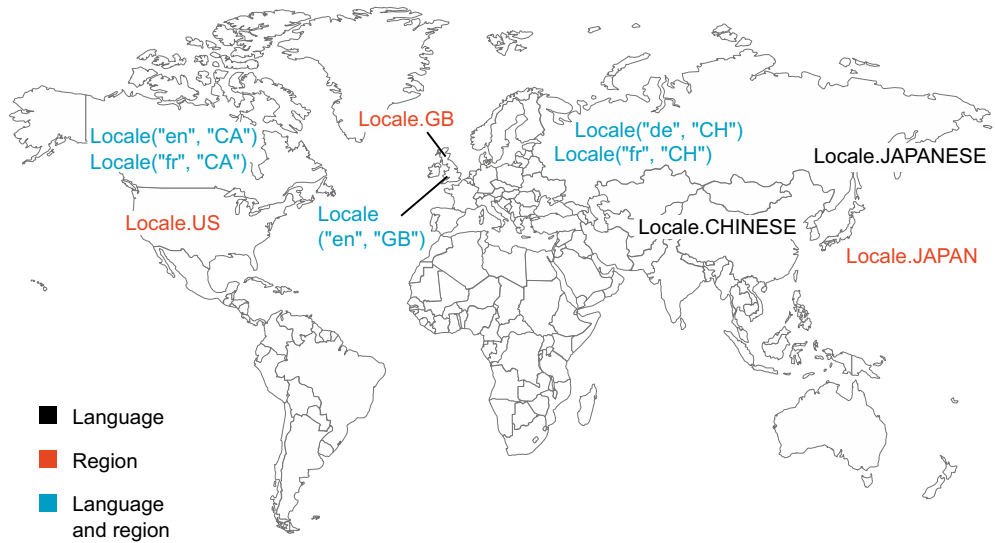 Locale.GB
Locale("en", "CA")
Locale("fr", "CA")
Locale("de", "CH")
Locale("fr", "CH")
Locale.JAPANESE
Locale.US
Locale
("en", "GB")
Locale.CHINESE
Locale.JAPAN
Language
Region
Language
and region